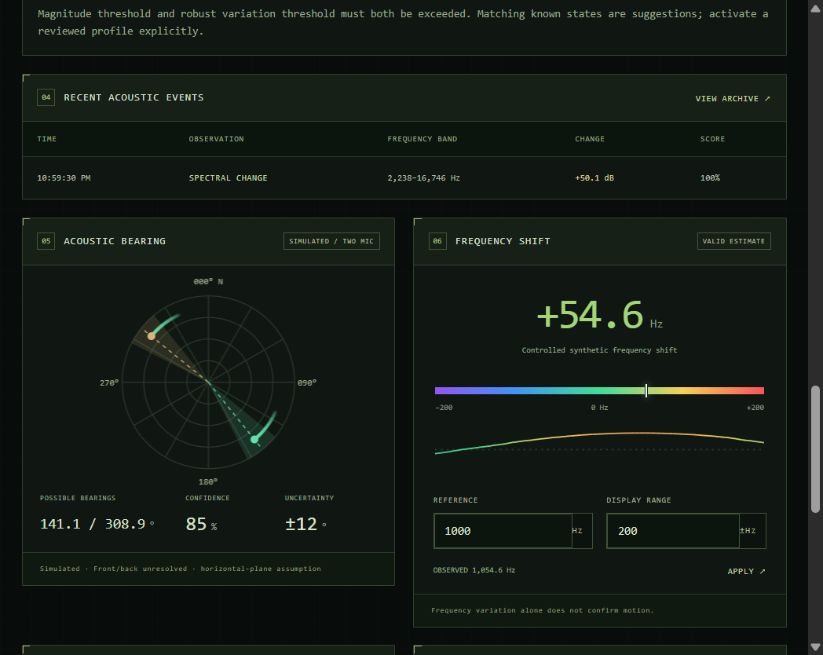 Magnitude threshold and robust variation threshold must both be exceeded. Matching known states are suggestions; activate a
reviewed profile explicitly.
04 RECENT ACOUSTIC EVENTS VIEW ARCHIVE ↗
TIME OBSERVATION FREQUENCY BAND CHANGE SCORE
10:59:30 PM SPECTRAL CHANGE 2,238–16,746 Hz +50.1 dB 100%
05 ACOUSTIC BEARING SIMULATED / TWO MIC
000° N
270° 090°
180°
POSSIBLE BEARINGS CONFIDENCE UNCERTAINTY
141.1 / 308.9° 85% ±12°
Simulated · Front/back unresolved · horizontal-plane assumption
06 FREQUENCY SHIFT VALID ESTIMATE
+54.6 Hz
Controlled synthetic frequency shift
-200 0 Hz +200
REFERENCE DISPLAY RANGE
1000 Hz 200 ±Hz
OBSERVED 1,054.6 Hz APPLY ↗
Frequency variation alone does not confirm motion.